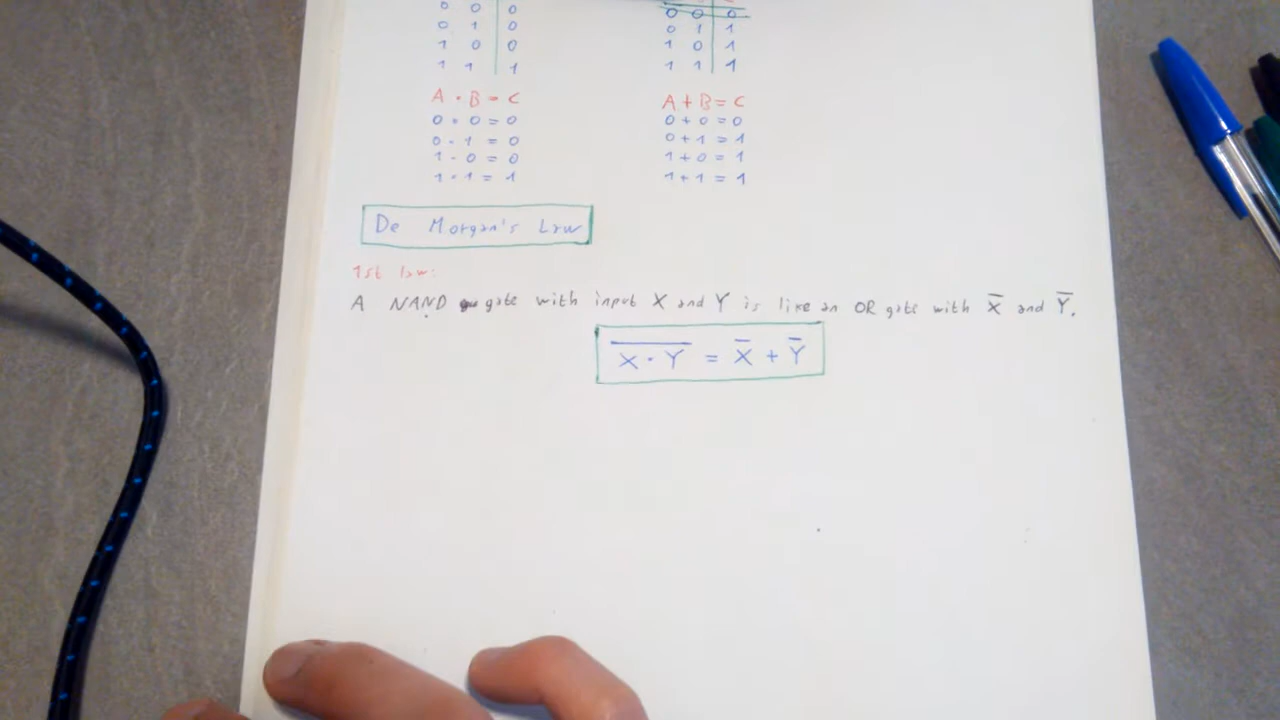 0 0 0 0 0 0
0 1 0 0 1 1
1 0 0 1 0 1
1 1 1 1 1 1
A · B = C A + B = C
0 · 0 = 0 0 + 0 = 0
0 · 1 = 0 0 + 1 = 1
1 · 0 = 0 1 + 0 = 1
1 · 1 = 1 1 + 1 = 1
De Morgan's Law
1st law:
A NAND gate with input X and Y is like an OR gate with X̅ and Y̅.
X̅ ̅·̅ ̅Y̅ = X̅ + Y̅